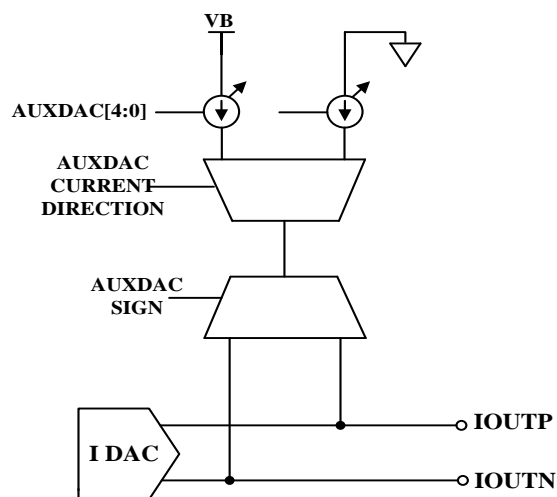 VB
AUXDAC[4:0]
AUXDAC
CURRENT
DIRECTION
AUXDAC
SIGN
I DAC
IOUTP
IOUTN